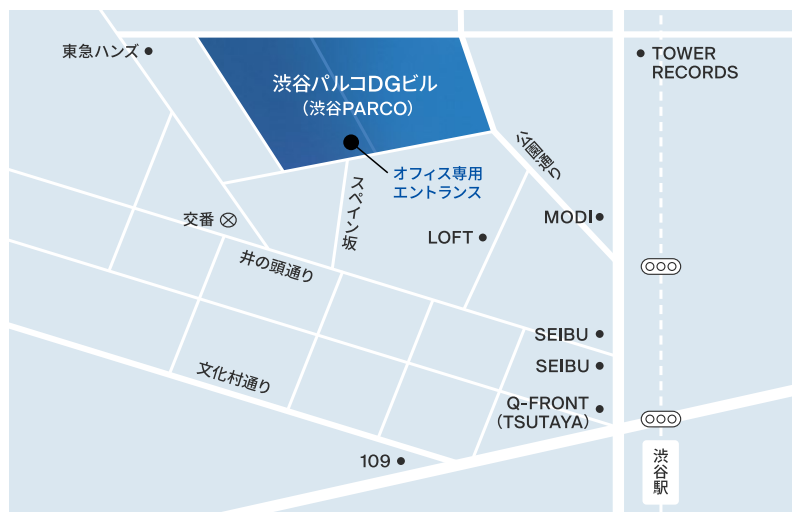 東急ハンズ
渋谷パルコDGビル
（渋谷PARCO）
TOWER
RECORDS
オフィス専用
エントランス
公園通り
スペイン坂
交番
LOFT
MODI
井の頭通り
SEIBU
SEIBU
文化村通り
Q-FRONT
(TSUTAYA)
109
渋谷駅